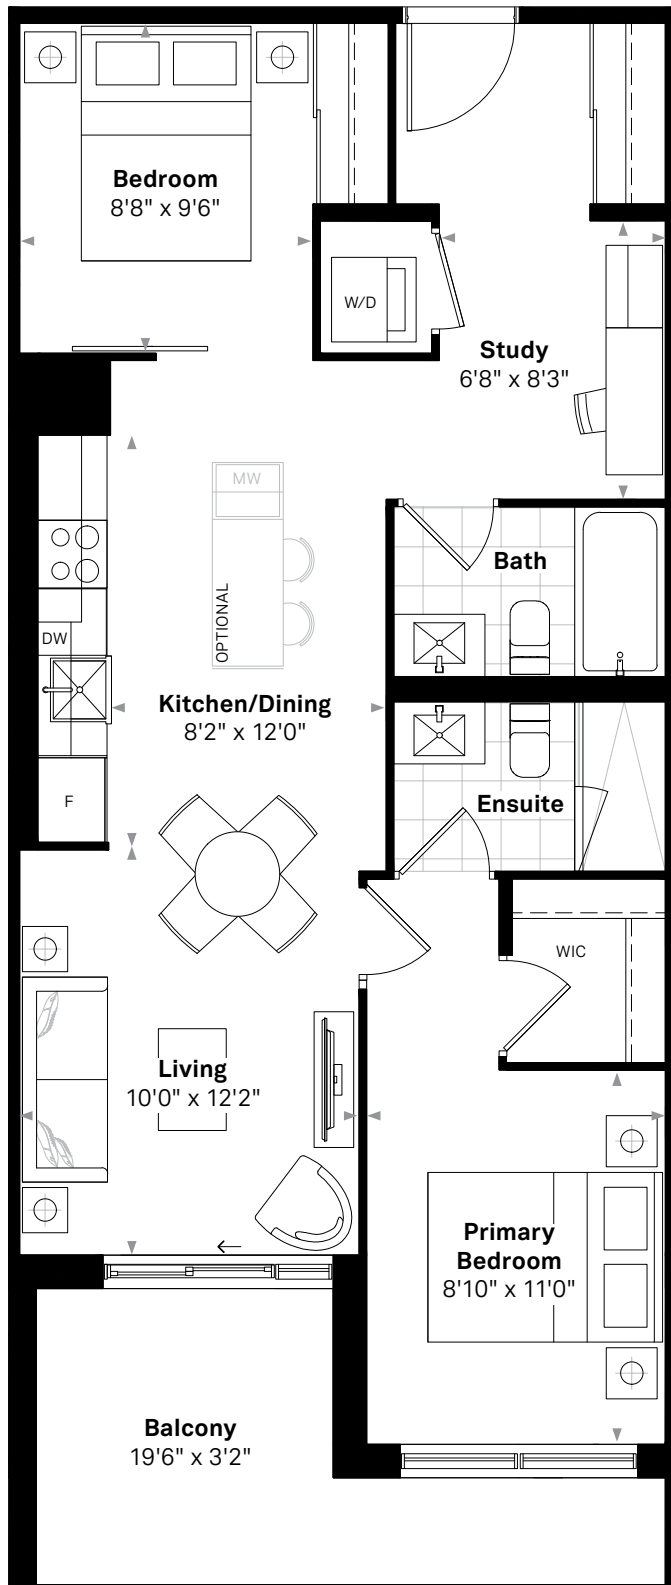 Bedroom
8'8" x 9'6"
W/D
Study
6'8" x 8'3"
MW
OPTIONAL
Bath
DW
Kitchen/Dining
8'2" x 12'0"
F
Ensuite
WIC
Living
10'0" x 12'2"
Primary
Bedroom
8'10" x 11'0"
Balcony
19'6" x 3'2"